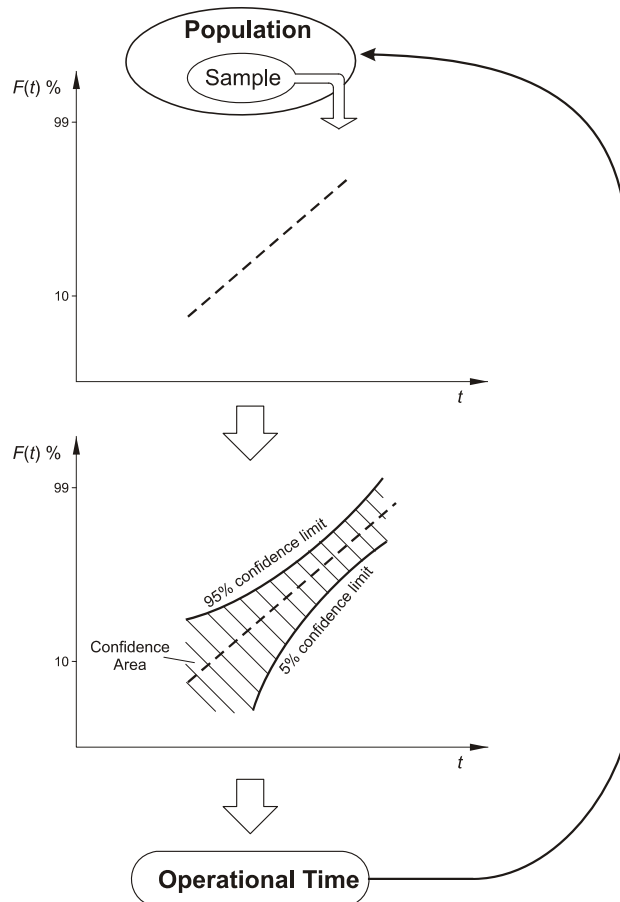 Population
Sample
F(t) %
99
10
t
F(t) %
99
95% confidence limit
5% confidence limit
Confidence
Area
10
t
Operational Time